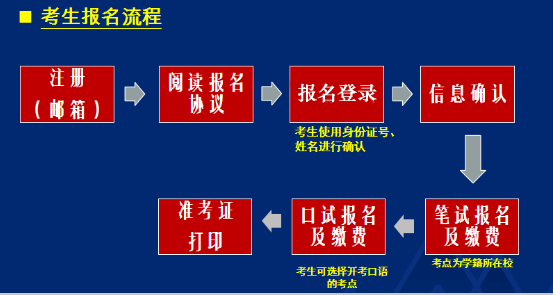 考生报名流程
注册
（邮箱）
阅读报名
协议
报名登录
考生使用身份证号、
姓名进行确认
信息确认
笔试报名
及缴费
考点为学籍所在校
口试报名
及缴费
考生可选择开考口语
的考点
准考证
打印